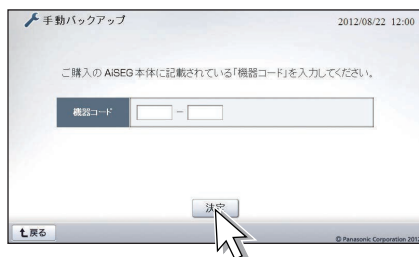 手動バックアップ
2012/08/22 12:00
ご購入の AiSEG 本体に記載されている「機器コード」を入力してください。
機器コード
－
決定
戻る
© Panasonic Corporation 2012